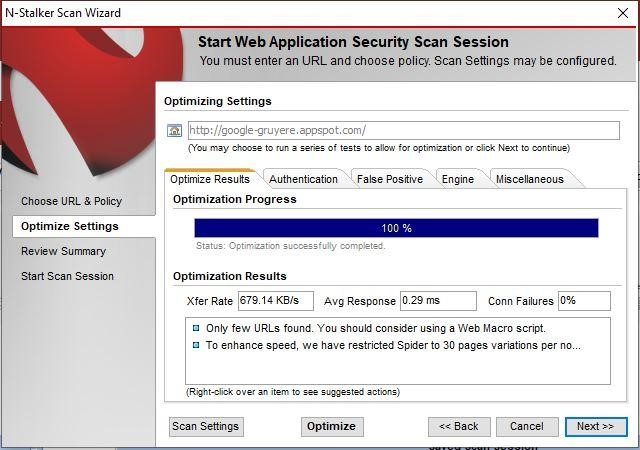 N-Stalker Scan Wizard
Start Web Application Security Scan Session
You must enter an URL and choose policy. Scan Settings may be configured.
Choose URL & Policy
Optimize Settings
Review Summary
Start Scan Session
Optimizing Settings
http://google-gruyere.appspot.com/
(You may choose to run a series of tests to allow for optimization or click Next to continue)
Optimize Results Authentication False Positive Engine Miscellaneous
Optimization Progress
100 %
Status: Optimization successfully completed.
Optimization Results
Xfer Rate 679.14 KB/s Avg Response 0.29 ms Conn Failures 0%
Only few URLs found. You should consider using a Web Macro script.
To enhance speed, we have restricted Spider to 30 pages variations per no...
(Right-click over an item to see suggested actions)
Scan Settings Optimize << Back Cancel Next >>
Saved Scan Session